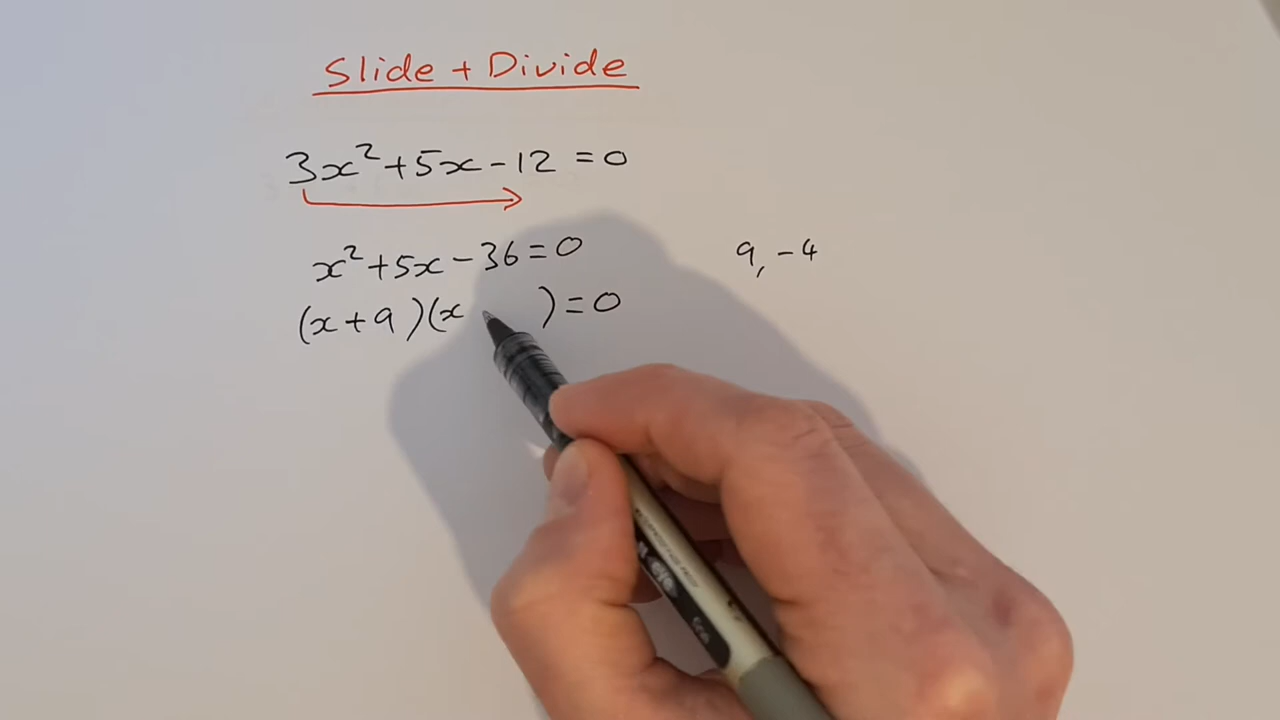 Slide + Divide
3x² + 5x - 12 = 0
x² + 5x - 36 = 0
9, -4
(x + 9)(x ) = 0